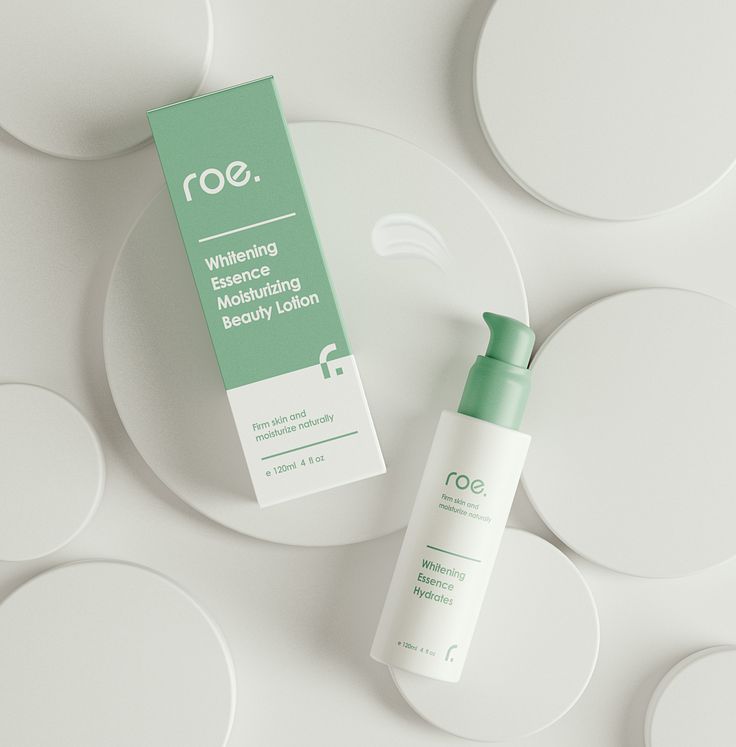 roe.
Whitening
Essence
Moisturizing
Beauty Lotion
r.
Firm skin and
moisturize naturally
e 120ml 4 fl oz
roe.
Firm skin and
moisturize naturally
Whitening
Essence
Hydrates
e 120ml 4 fl oz
r.